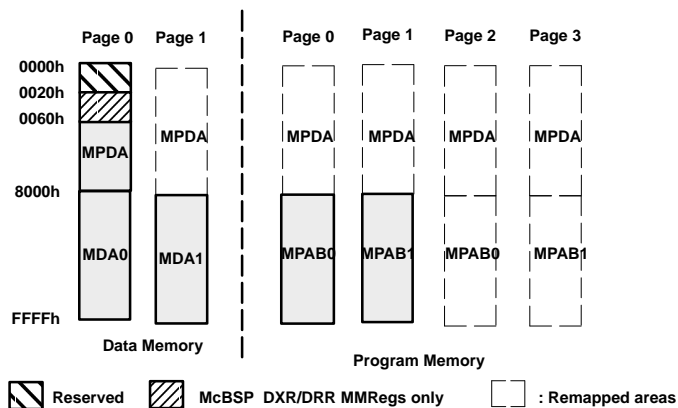 Page 0 Page 1 Page 0 Page 1 Page 2 Page 3
0000h
0020h
0060h
MPDA MPDA MPDA MPDA MPDA MPDA
8000h
MDA0 MDA1 MPAB0 MPAB1 MPAB0 MPAB1
FFFFh
Data Memory
Program Memory
Reserved McBSP DXR/DRR MMRegs only : Remapped areas